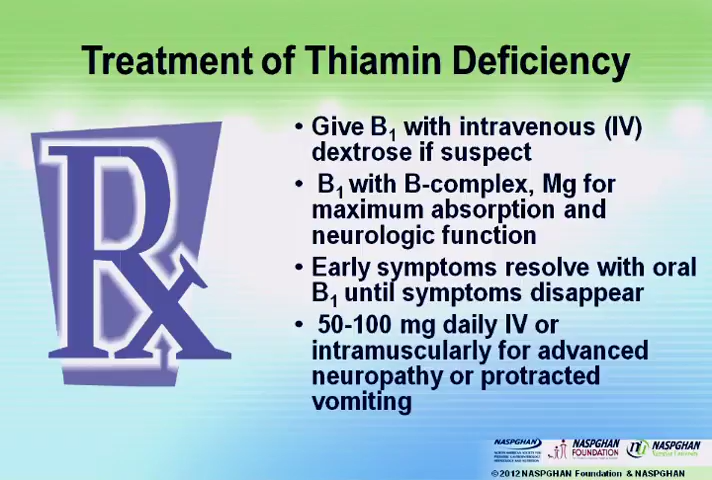 Treatment of Thiamin Deficiency
Rx
• Give B₁ with intravenous (IV)
dextrose if suspect
• B₁ with B-complex, Mg for
maximum absorption and
neurologic function
• Early symptoms resolve with oral
B₁ until symptoms disappear
• 50-100 mg daily IV or
intramuscularly for advanced
neuropathy or protracted
vomiting
NASPGHAN
NASPGHAN
FOUNDATION
NASPGHAN
©2012 NASPGHAN Foundation & NASPGHAN